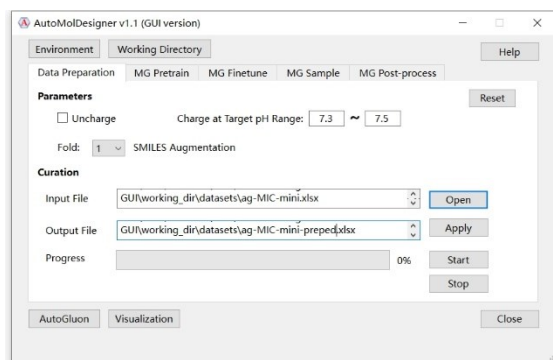 AutoMolDesigner v1.1 (GUI version)
Environment Working Directory Help
Data Preparation MG Pretrain MG Finetune MG Sample MG Post-process
Parameters Reset
Uncharge Charge at Target pH Range: 7.3 ~ 7.5
Fold: 1 SMILES Augmentation
Curation
Input File GUI\working_dir\datasets\ag-MIC-mini.xlsx Open
Output File GUI\working_dir\datasets\ag-MIC-mini-preped.xlsx Apply
Progress 0% Start
Stop
AutoGluon Visualization Close